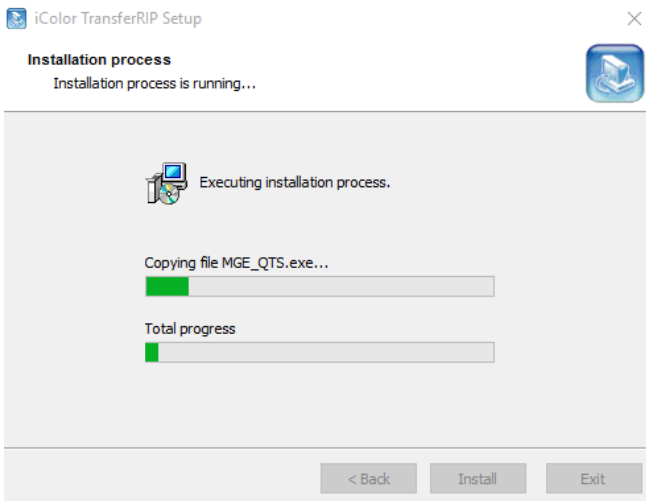 iColor TransferRIP Setup
Installation process
Installation process is running...
Executing installation process.
Copying file MGE_QTS.exe...
Total progress
< Back Install Exit